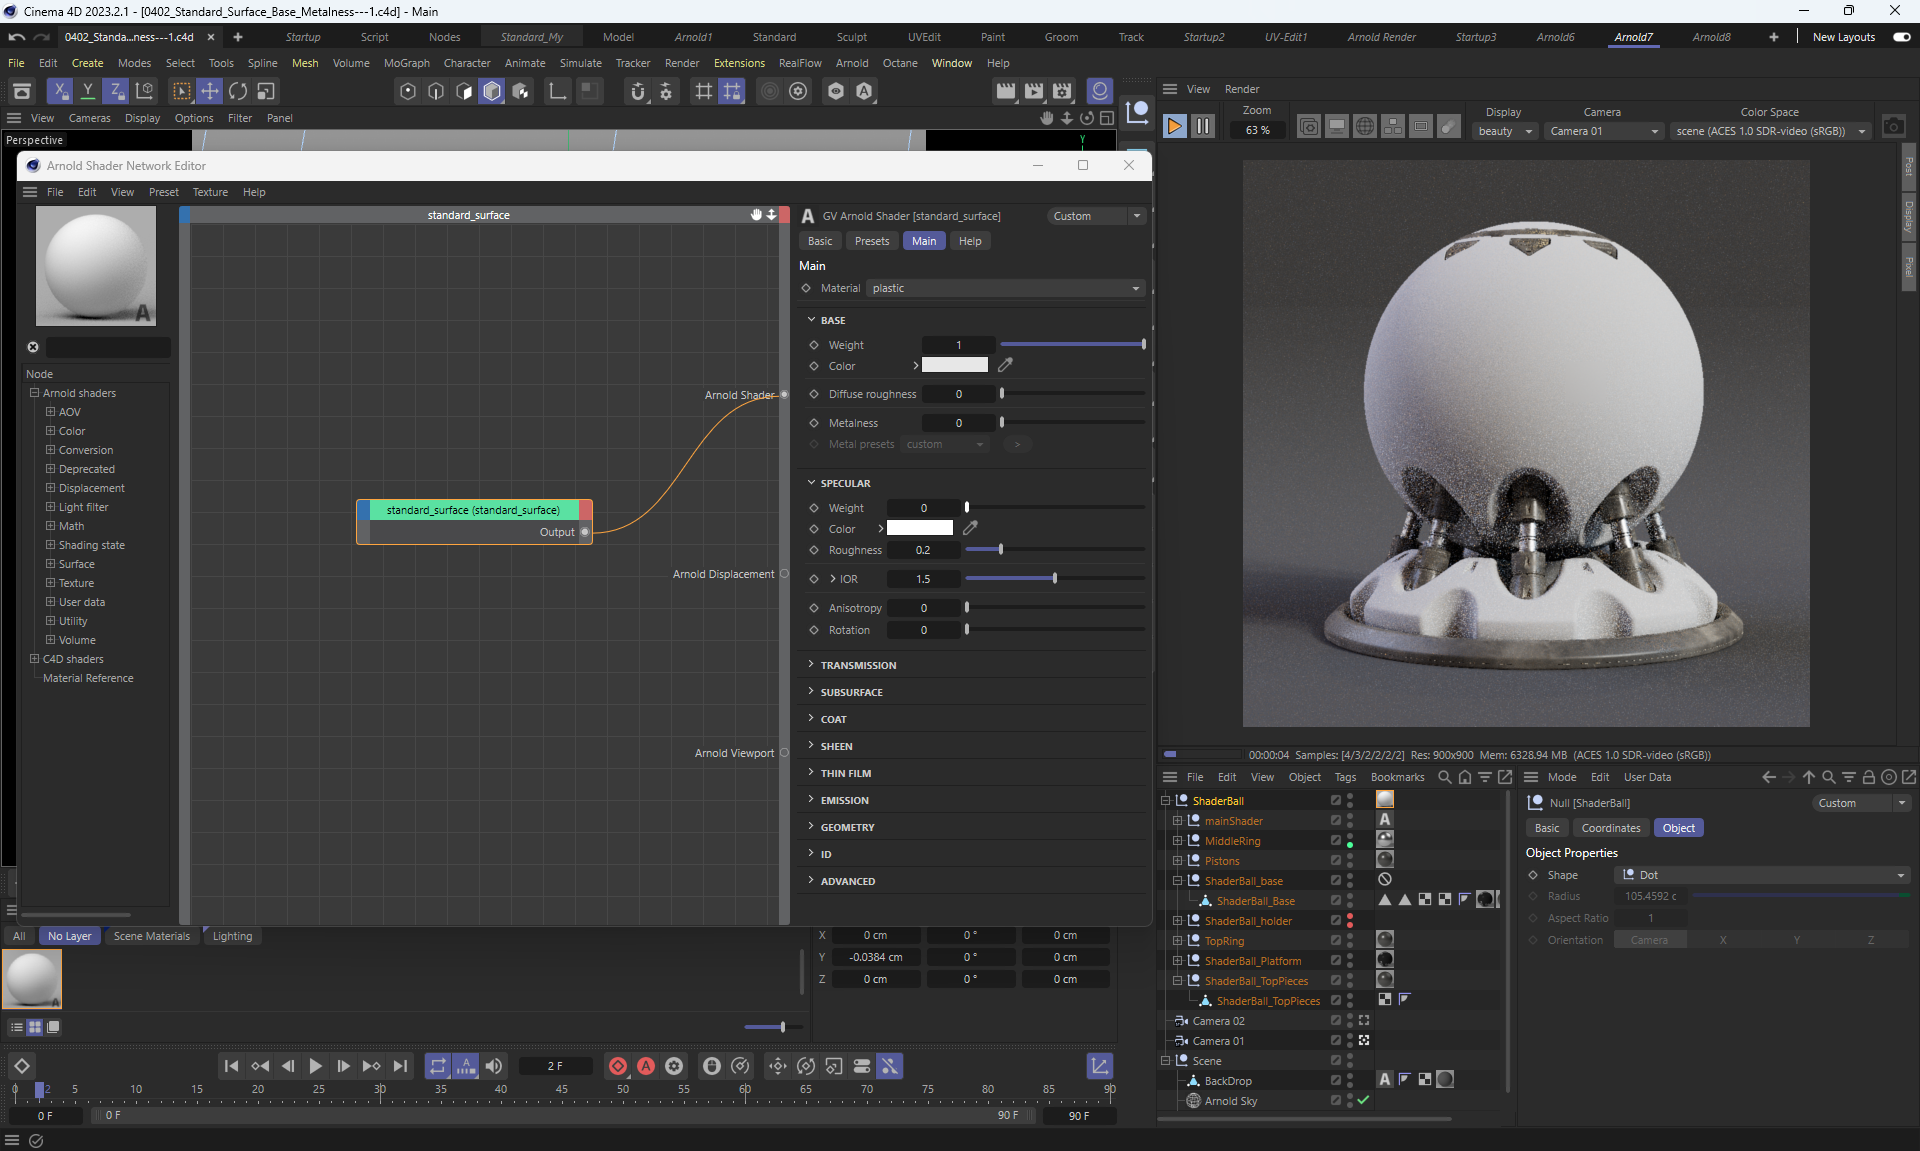 Cinema 4D 2023.2.1 - [0402_Standard_Surface_Base_Metalness---1.c4d] - Main
0402_Standa...ness---1.c4d × + Startup Script Nodes Standard_My Model Arnold1 Standard Sculpt UVEdit Paint Groom Track Startup2 UV-Edit1 Arnold Render Startup3 Arnold6 Arnold7 Arnold8 + New Layouts
File Edit Create Modes Select Tools Spline Mesh Volume MoGraph Character Animate Simulate Tracker Render Extensions RealFlow Arnold Octane Window Help
X Y Z
View Cameras Display Options Filter Panel
Perspective
Y
Arnold Shader Network Editor
File Edit View Preset Texture Help
A
Node
Arnold shaders
AOV
Color
Conversion
Deprecated
Displacement
Light filter
Math
Shading state
Surface
Texture
User data
Utility
Volume
C4D shaders
Material Reference
standard_surface
Arnold Shader
standard_surface (standard_surface)
Output
Arnold Displacement
Arnold Viewport
A GV Arnold Shader [standard_surface] Custom
Basic Presets Main Help
Main
Material plastic
BASE
Weight 1
Color >
Diffuse roughness 0
Metalness 0
Metal presets custom >
SPECULAR
Weight 0
Color >
Roughness 0.2
> IOR 1.5
Anisotropy 0
Rotation 0
> TRANSMISSION
> SUBSURFACE
> COAT
> SHEEN
> THIN FILM
> EMISSION
> GEOMETRY
> ID
> ADVANCED
View Render
Zoom Display Camera Color Space
63 % beauty Camera 01 scene (ACES 1.0 SDR-video (sRGB))
Post
Display
Pixel
00:00:04 Samples: [4/3/2/2/2/2] Res: 900x900 Mem: 6328.94 MB (ACES 1.0 SDR-video (sRGB))
File Edit View Object Tags Bookmarks
ShaderBall
mainShader A
MiddleRing
Pistons
ShaderBall_base
ShaderBall_Base
ShaderBall_holder
TopRing
ShaderBall_Platform
ShaderBall_TopPieces
ShaderBall_TopPieces
Camera 02
Camera 01
Scene
BackDrop A
Arnold Sky
Mode Edit User Data
Null [ShaderBall] Custom
Basic Coordinates Object
Object Properties
Shape Dot
Radius 105.4592 c
Aspect Ratio 1
Orientation Camera X Y Z
All No Layer Scene Materials Lighting
A
X 0 cm 0 ° 0 cm
Y -0.0384 cm 0 ° 0 cm
Z 0 cm 0 ° 0 cm
2 F
0 2 5 10 15 20 25 30 35 40 45 50 55 60 65 70 75 80 85 90
0 F 0 F 90 F 90 F